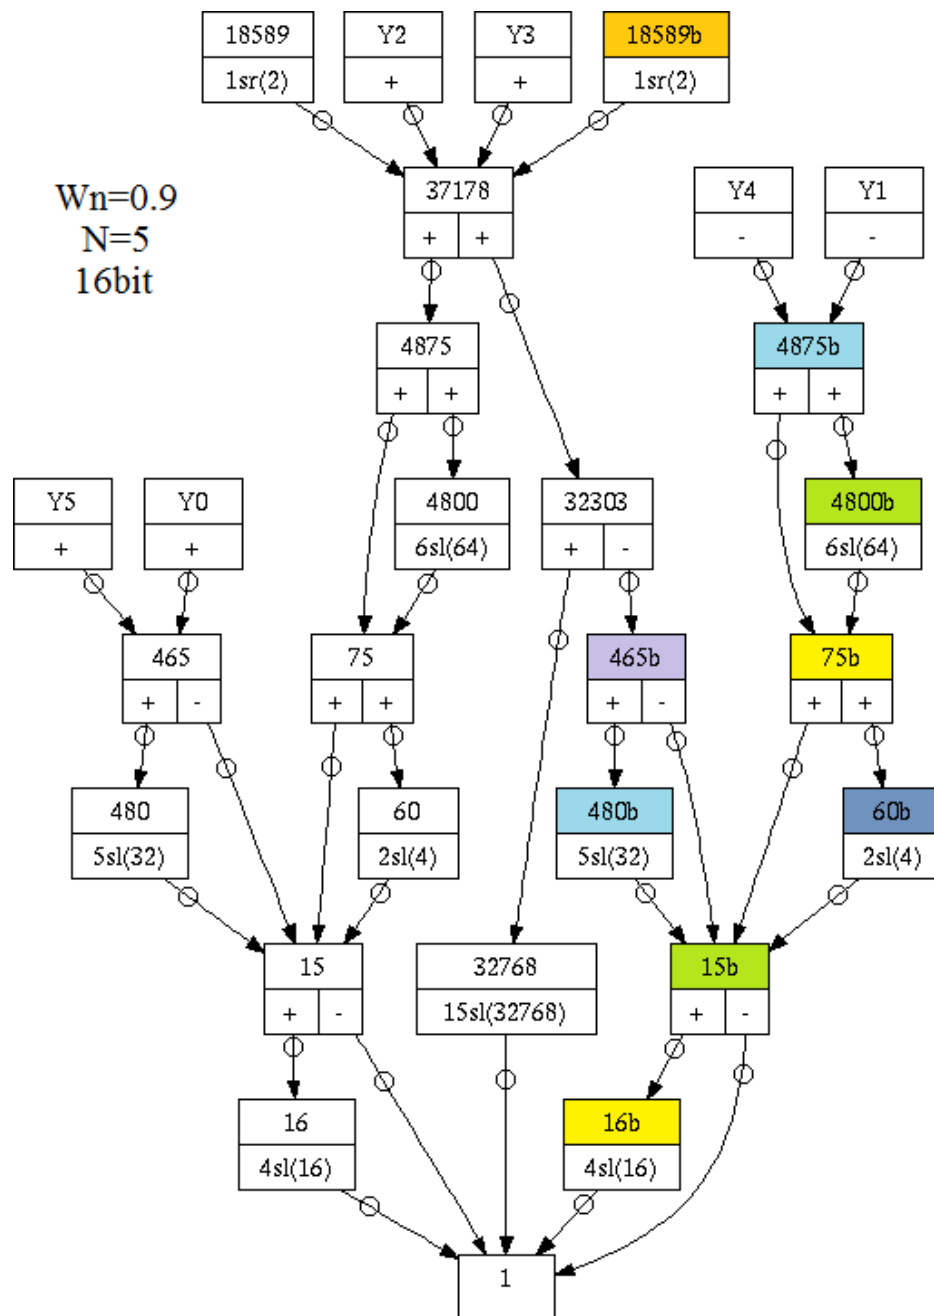 18589 Y2 Y3 18589b
1sr(2) + + 1sr(2)
Wn=0.9
N=5
16bit
37178
+ +
Y4 Y1
- -
4875
+ +
4875b
+ +
Y5 Y0
+ +
4800
6sl(64)
32303
+ -
4800b
6sl(64)
465
+ -
75
+ +
465b
+ -
75b
+ +
480
5sl(32)
60
2sl(4)
480b
5sl(32)
60b
2sl(4)
15
+ -
32768
15sl(32768)
15b
+ -
16
4sl(16)
16b
4sl(16)
1